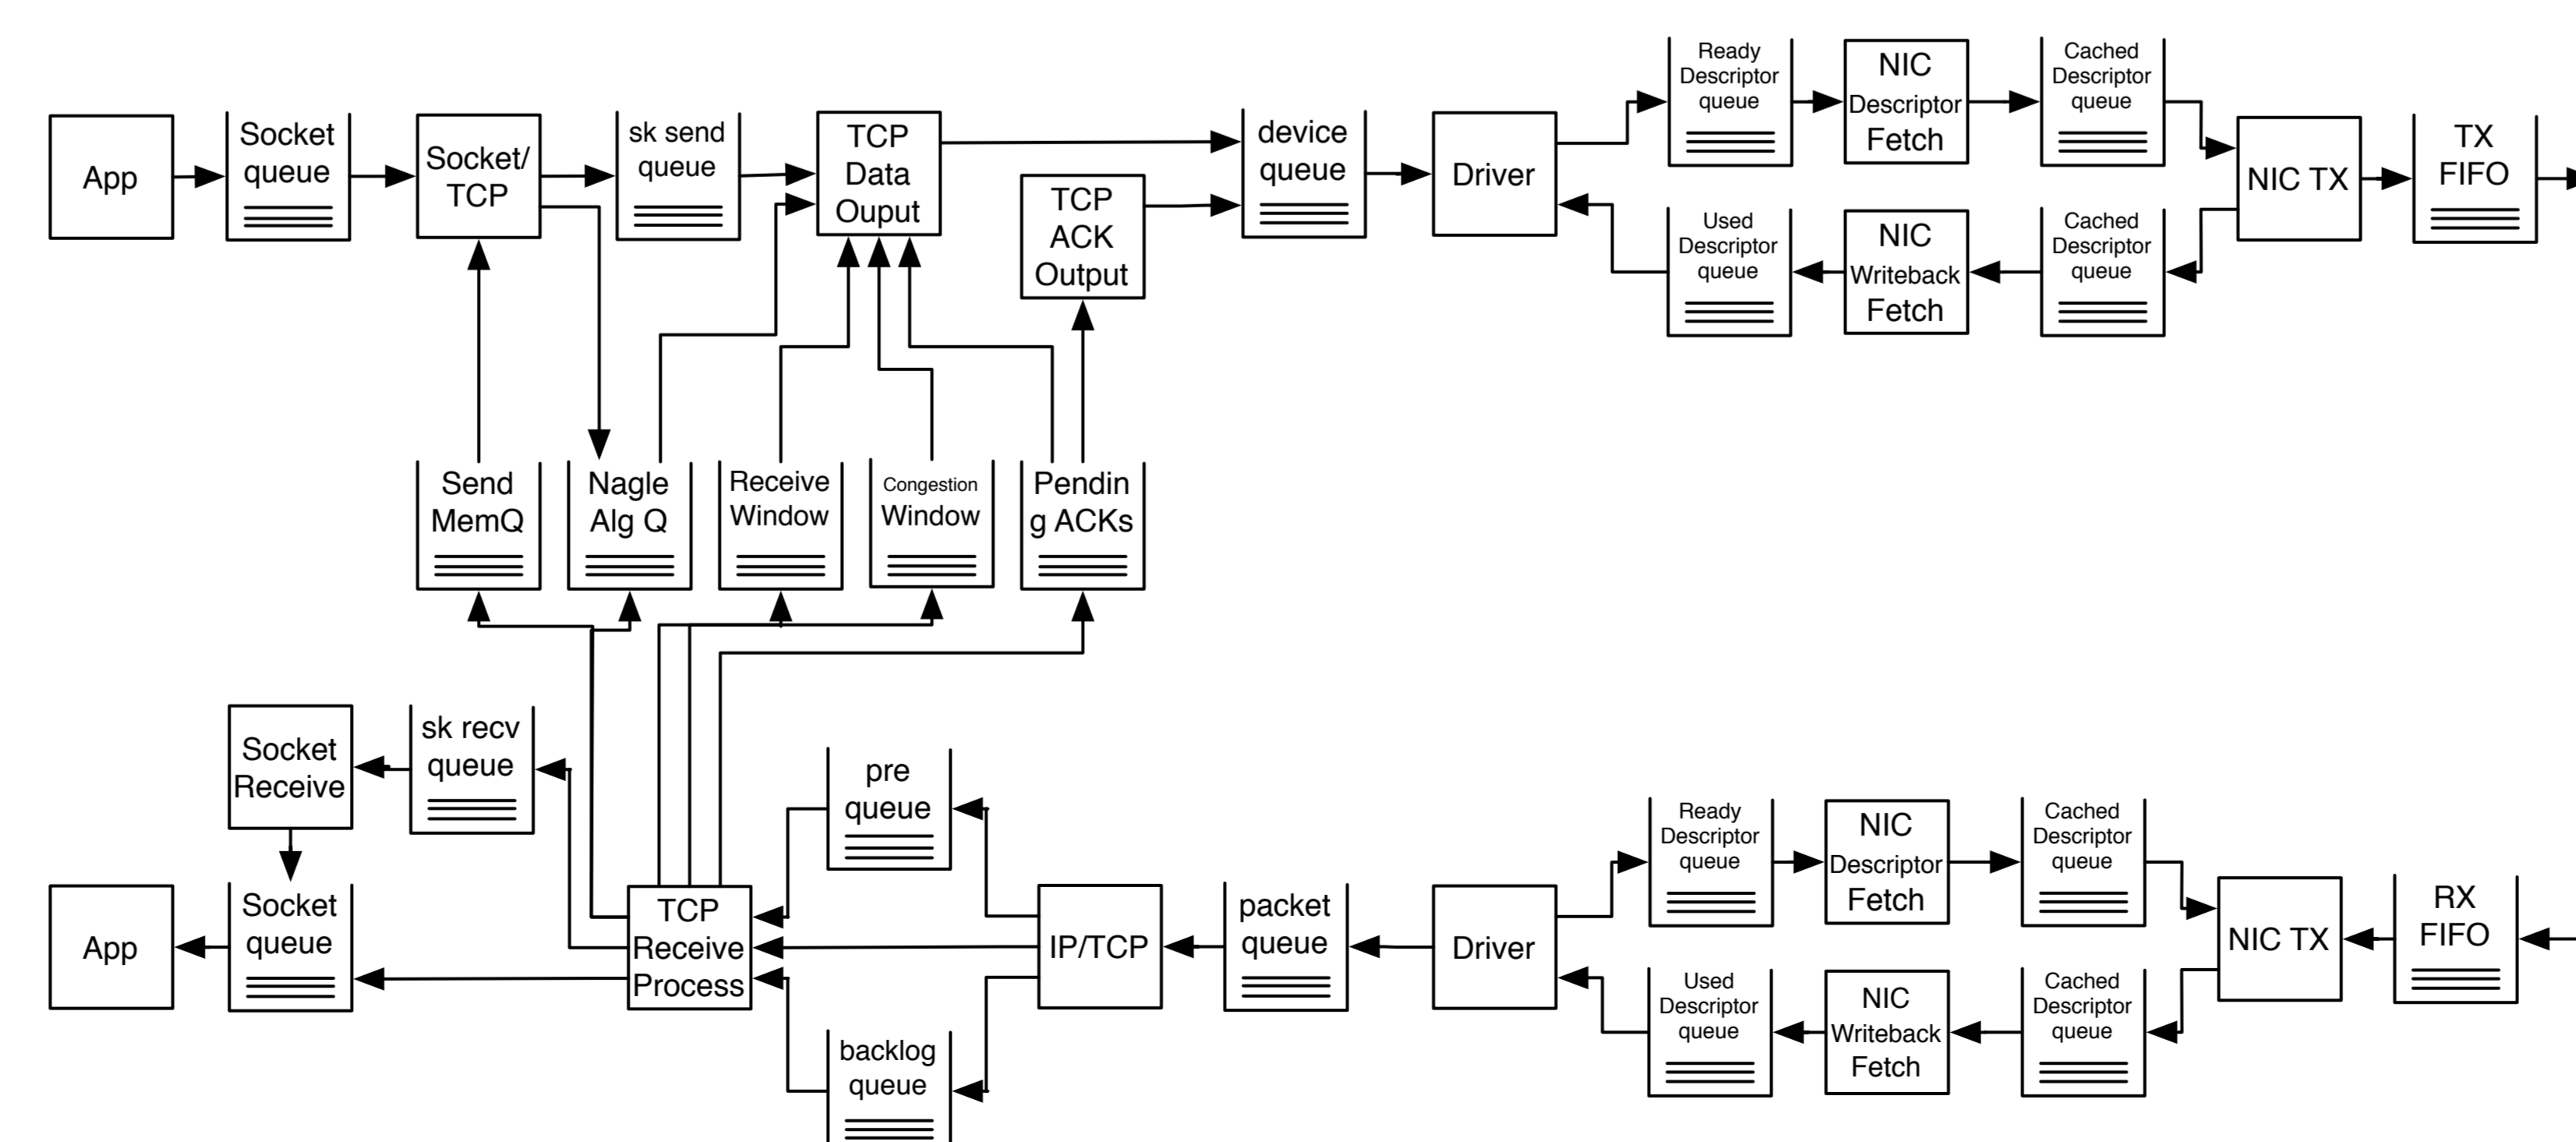 App
Socket
queue
Socket/
TCP
sk send
queue
TCP
Data
Ouput
TCP
ACK
Output
device
queue
Driver
Ready
Descriptor
queue
NIC
Descriptor
Fetch
Cached
Descriptor
queue
Used
Descriptor
queue
NIC
Writeback
Fetch
Cached
Descriptor
queue
NIC TX
TX
FIFO
Send
MemQ
Nagle
Alg Q
Receive
Window
Congestion
Window
Pendin
g ACKs
Socket
Receive
sk recv
queue
App
Socket
queue
TCP
Receive
Process
pre
queue
backlog
queue
IP/TCP
packet
queue
Driver
Ready
Descriptor
queue
NIC
Descriptor
Fetch
Cached
Descriptor
queue
Used
Descriptor
queue
NIC
Writeback
Fetch
Cached
Descriptor
queue
NIC TX
RX
FIFO